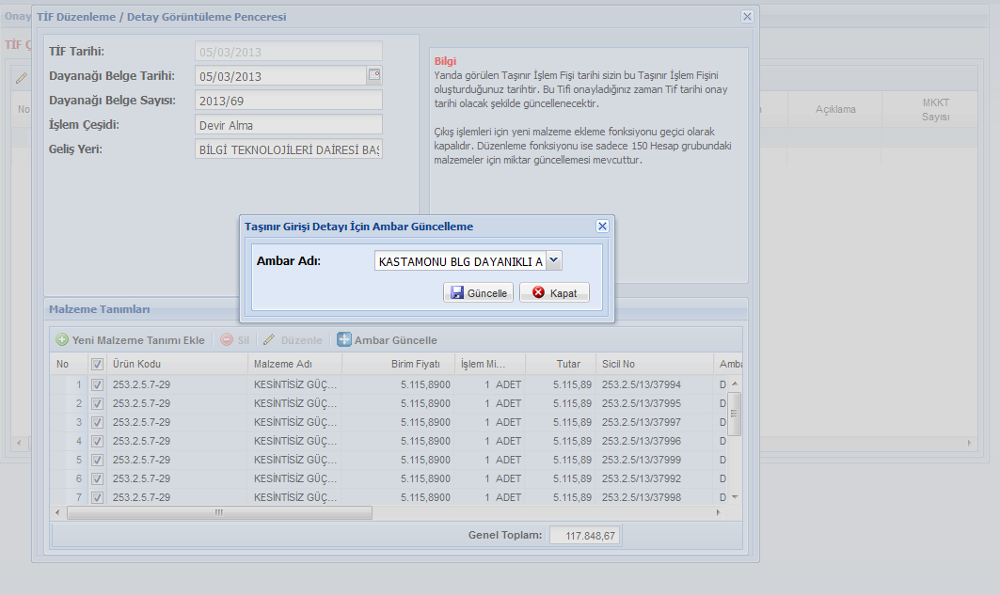 Onay
TİF Düzenleme / Detay Görüntüleme Penceresi
TİF Ç
TİF Tarihi: 05/03/2013
Dayanağı Belge Tarihi: 05/03/2013
Dayanağı Belge Sayısı: 2013/69
İşlem Çeşidi: Devir Alma
Geliş Yeri: BİLGİ TEKNOLOJİLERİ DAİRESİ BAŞ
Bilgi
Yanda görülen Taşınır İşlem Fişi tarihi sizin bu Taşınır İşlem Fişini
oluşturduğunuz tarihtir. Bu Tifi onayladığınız zaman Tif tarihi onay
tarihi olacak şekilde güncellenecektir.
Çıkış işlemleri için yeni malzeme ekleme fonksiyonu geçici olarak
kapalıdır. Düzenleme fonksiyonu ise sadece 150 Hesap grubundaki
malzemeler için miktar güncellemesi mevcuttur.
No
Açıklama
MKKT
Sayısı
Taşınır Girişi Detayı İçin Ambar Güncelleme
Ambar Adı: KASTAMONU BLG DAYANIKLI A
Güncelle Kapat
Malzeme Tanımları
Yeni Malzeme Tanımı Ekle Sil Düzenle Ambar Güncelle
No Ürün Kodu Malzeme Adı Birim Fiyatı İşlem Mi... Tutar Sicil No Amba
1 253.2.5.7-29 KESİNTİSİZ GÜÇ... 5.115,8900 1 ADET 5.115,89 253.2.5/13/37994 D
2 253.2.5.7-29 KESİNTİSİZ GÜÇ... 5.115,8900 1 ADET 5.115,89 253.2.5/13/37995 D
3 253.2.5.7-29 KESİNTİSİZ GÜÇ... 5.115,8900 1 ADET 5.115,89 253.2.5/13/37997 D
4 253.2.5.7-29 KESİNTİSİZ GÜÇ... 5.115,8900 1 ADET 5.115,89 253.2.5/13/37996 D
5 253.2.5.7-29 KESİNTİSİZ GÜÇ... 5.115,8900 1 ADET 5.115,89 253.2.5/13/37999 D
6 253.2.5.7-29 KESİNTİSİZ GÜÇ... 5.115,8900 1 ADET 5.115,89 253.2.5/13/37992 D
7 253.2.5.7-29 KESİNTİSİZ GÜÇ... 5.115,8900 1 ADET 5.115,89 253.2.5/13/37998 D
Genel Toplam: 117.848,67